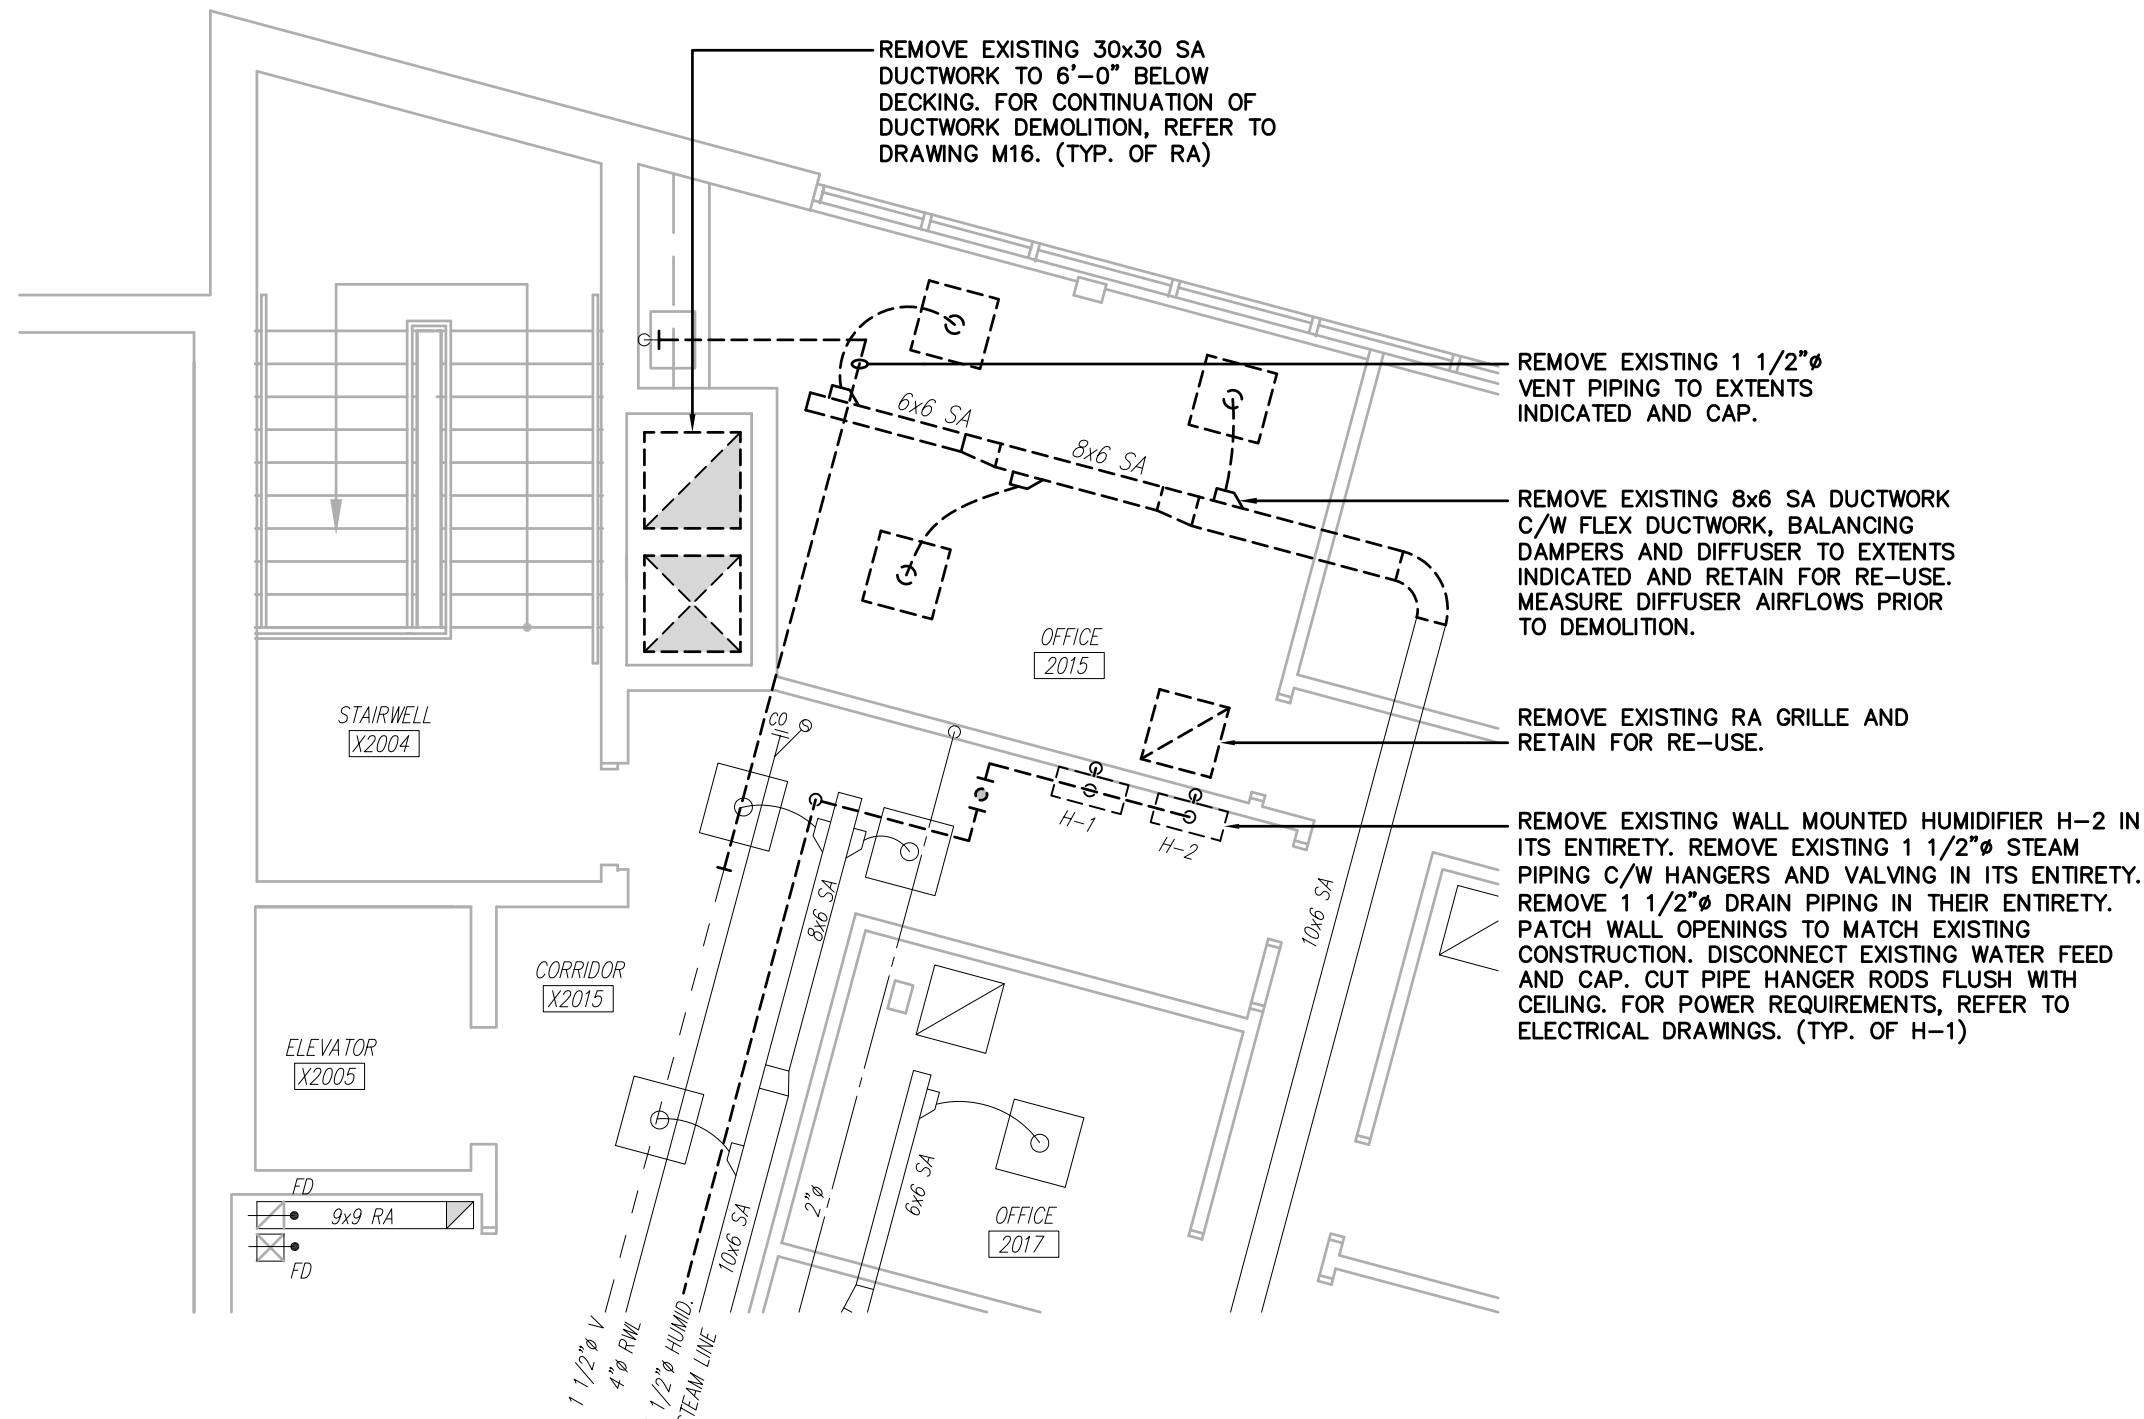 REMOVE EXISTING 30x30 SA
DUCTWORK TO 6'-0" BELOW
DECKING. FOR CONTINUATION OF
DUCTWORK DEMOLITION, REFER TO
DRAWING M16. (TYP. OF RA)
REMOVE EXISTING 1 1/2"ø
VENT PIPING TO EXTENTS
INDICATED AND CAP.
6x6 SA
8x6 SA
REMOVE EXISTING 8x6 SA DUCTWORK
C/W FLEX DUCTWORK, BALANCING
DAMPERS AND DIFFUSER TO EXTENTS
INDICATED AND RETAIN FOR RE-USE.
MEASURE DIFFUSER AIRFLOWS PRIOR
TO DEMOLITION.
OFFICE
2015
STAIRWELL
X2004
CO
REMOVE EXISTING RA GRILLE AND
RETAIN FOR RE-USE.
H-1
H-2
REMOVE EXISTING WALL MOUNTED HUMIDIFIER H-2 IN
ITS ENTIRETY. REMOVE EXISTING 1 1/2"ø STEAM
PIPING C/W HANGERS AND VALVING IN ITS ENTIRETY.
REMOVE 1 1/2"ø DRAIN PIPING IN THEIR ENTIRETY.
PATCH WALL OPENINGS TO MATCH EXISTING
CONSTRUCTION. DISCONNECT EXISTING WATER FEED
AND CAP. CUT PIPE HANGER RODS FLUSH WITH
CEILING. FOR POWER REQUIREMENTS, REFER TO
ELECTRICAL DRAWINGS. (TYP. OF H-1)
8x6 SA
10x6 SA
CORRIDOR
X2015
ELEVATOR
X2005
FD
9x9 RA
FD
10x6 SA
2"ø
6x6 SA
OFFICE
2017
1 1/2"ø V
4"ø RWL
1/2"ø HUMID.
STEAM LINE